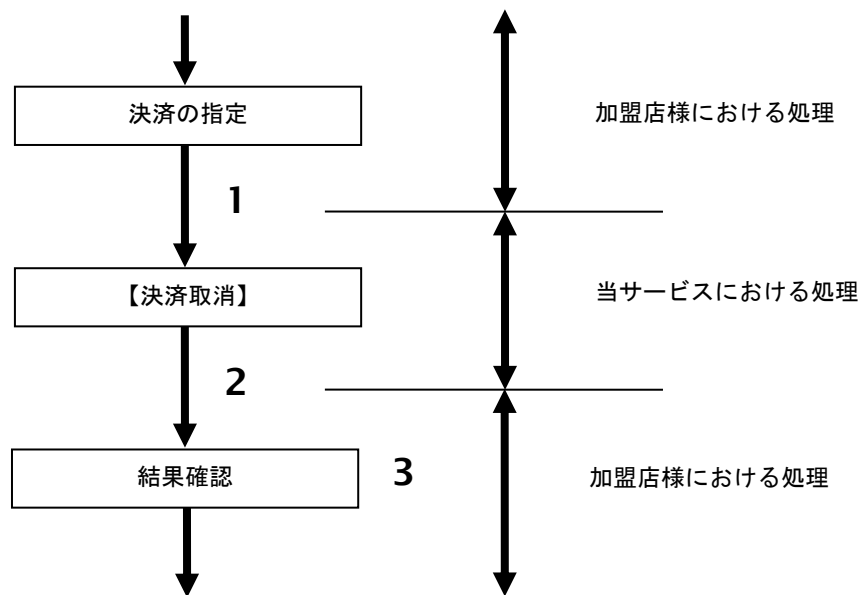 決済の指定
加盟店様における処理
1
【決済取消】
当サービスにおける処理
2
結果確認
3
加盟店様における処理